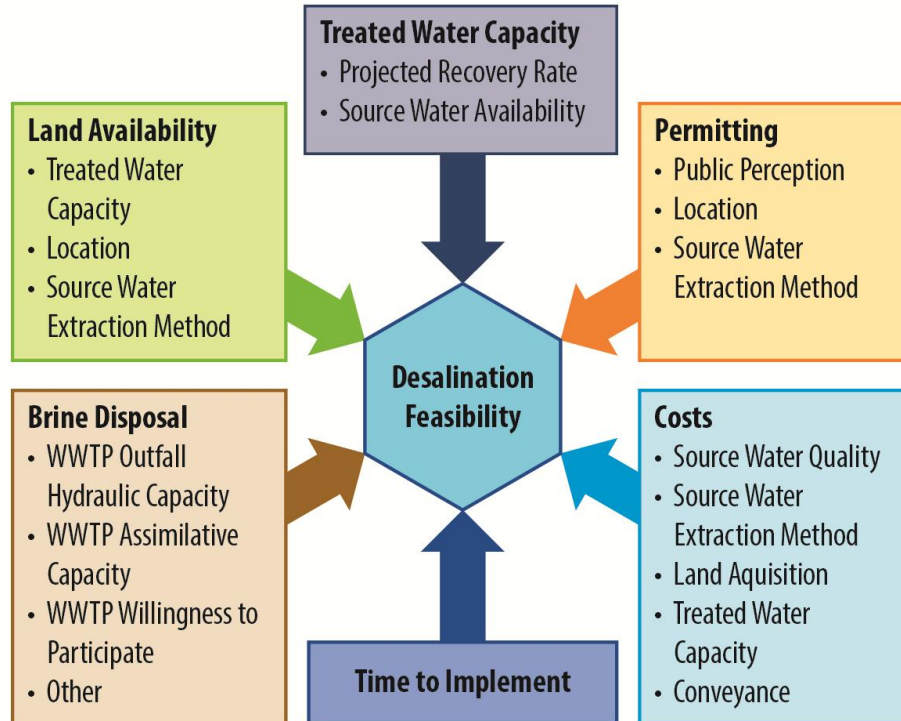 Treated Water Capacity
• Projected Recovery Rate
• Source Water Availability
Land Availability
• Treated Water
Capacity
• Location
• Source Water
Extraction Method
Permitting
• Public Perception
• Location
• Source Water
Extraction Method
Desalination
Feasibility
Brine Disposal
• WWTP Outfall
Hydraulic Capacity
• WWTP Assimilative
Capacity
• WWTP Willingness to
Participate
• Other
Costs
• Source Water Quality
• Source Water
Extraction Method
• Land Aquisition
• Treated Water
Capacity
• Conveyance
Time to Implement